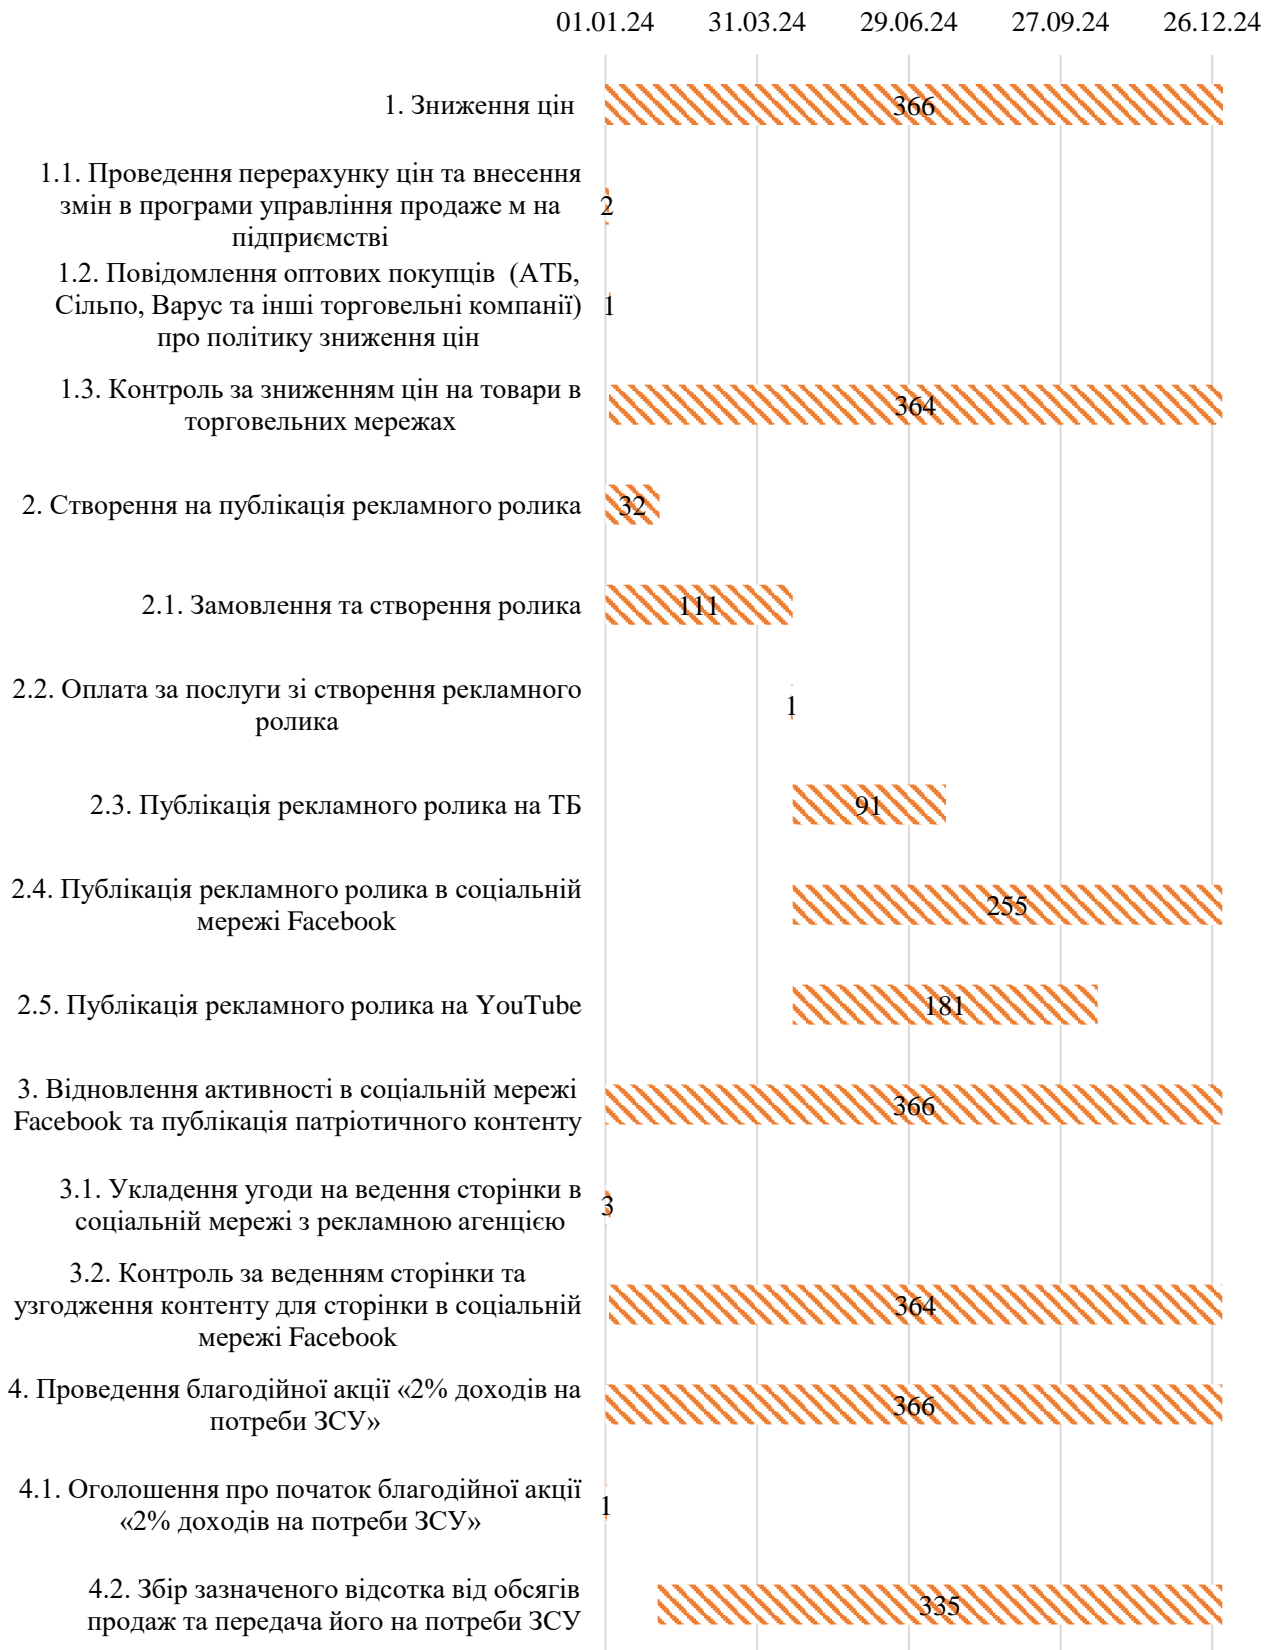 01.01.24 31.03.24 29.06.24 27.09.24 26.12.24
1. Зниження цін
366
1.1. Проведення перерахунку цін та внесення
змін в програми управління продаже м на
підприємстві
2
1.2. Повідомлення оптових покупців (АТБ,
Сільпо, Варус та інші торговельні компанії)
про політику зниження цін
1
1.3. Контроль за зниженням цін на товари в
торговельних мережах
364
2. Створення на публікація рекламного ролика
32
2.1. Замовлення та створення ролика
111
2.2. Оплата за послуги зі створення рекламного
ролика
1
2.3. Публікація рекламного ролика на ТБ
91
2.4. Публікація рекламного ролика в соціальній
мережі Facebook
255
2.5. Публікація рекламного ролика на YouTube
181
3. Відновлення активності в соціальній мережі
Facebook та публікація патріотичного контенту
366
3.1. Укладення угоди на ведення сторінки в
соціальній мережі з рекламною агенцією
3
3.2. Контроль за веденням сторінки та
узгодження контенту для сторінки в соціальній
мережі Facebook
364
4. Проведення благодійної акції «2% доходів на
потреби ЗСУ»
366
4.1. Оголошення про початок благодійної акції
«2% доходів на потреби ЗСУ»
1
4.2. Збір зазначеного відсотка від обсягів
продаж та передача його на потреби ЗСУ
335